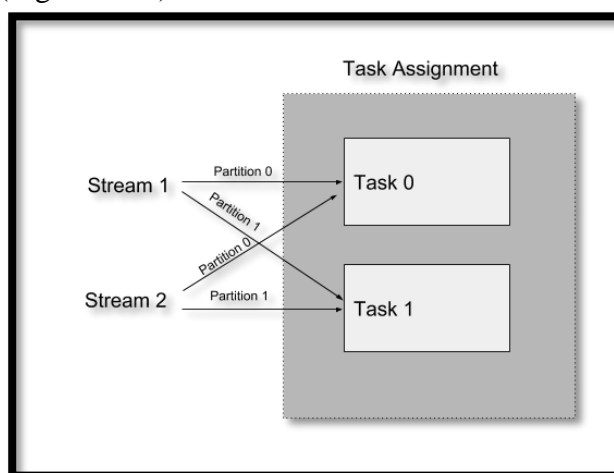 Task Assignment
Partition 0
Stream 1
Task 0
Partition 1
Partition 0
Stream 2
Partition 1
Task 1